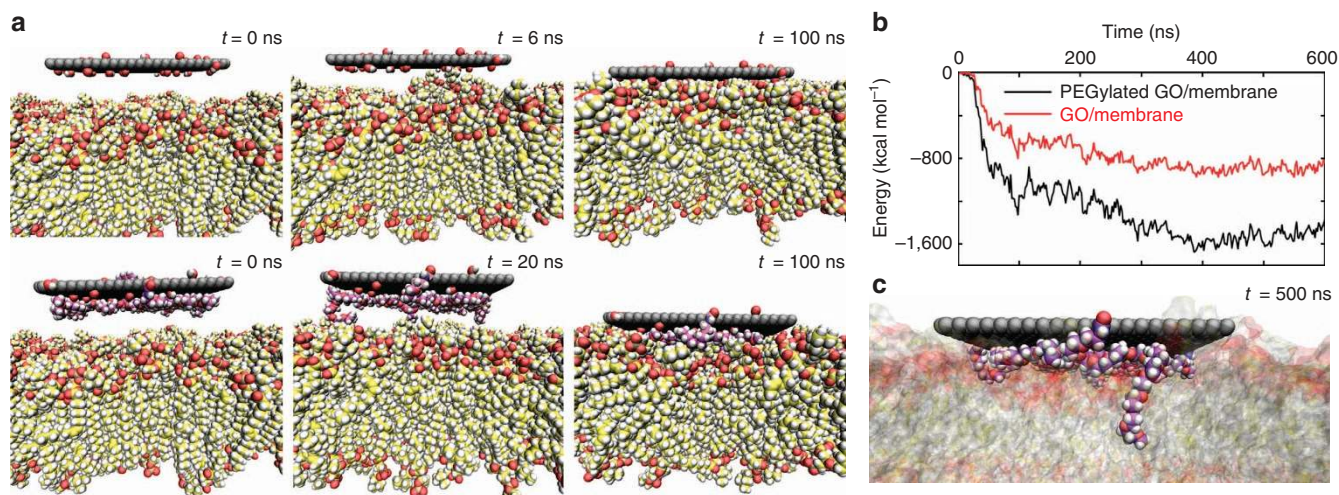 a
t = 0 ns
t = 6 ns
t = 100 ns
t = 0 ns
t = 20 ns
t = 100 ns
b
Time (ns)
0 200 400 600
0
−800
−1,600
Energy (kcal mol⁻¹)
PEGylated GO/membrane
GO/membrane
c
t = 500 ns